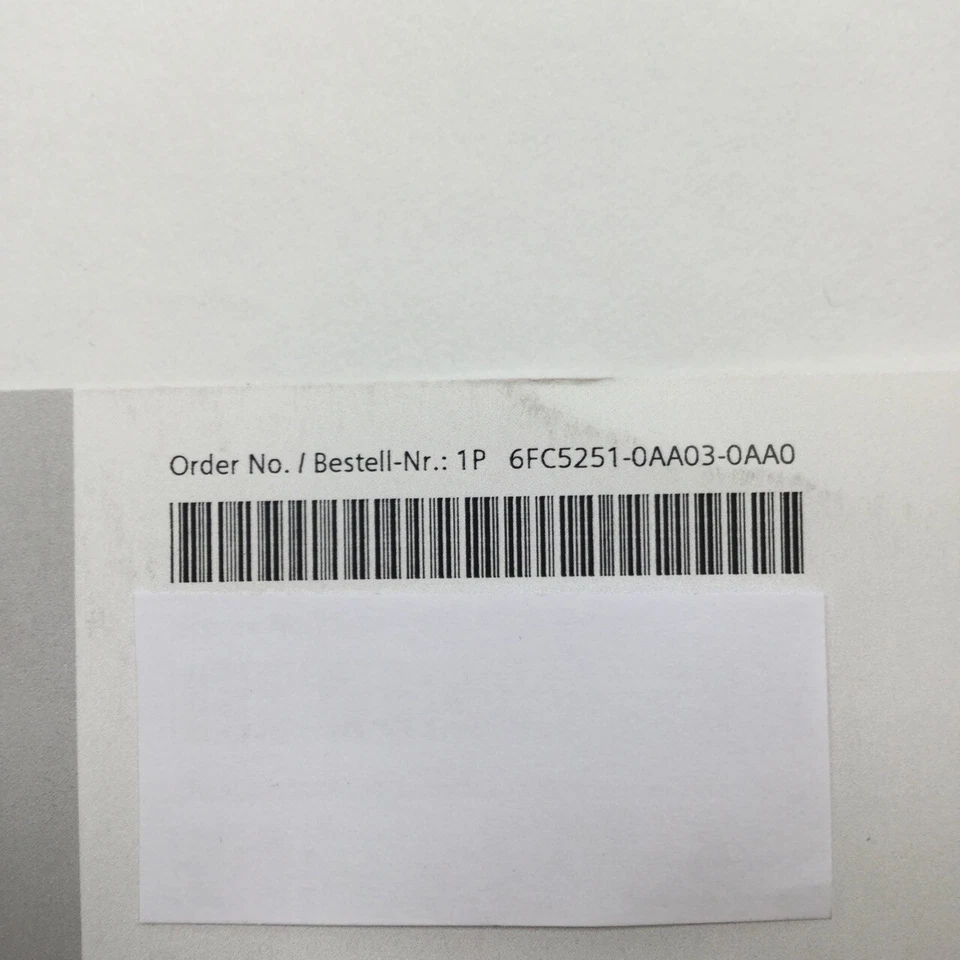 Order No. / Bestell-Nr.: 1P 6FC5251-0AA03-0AA0